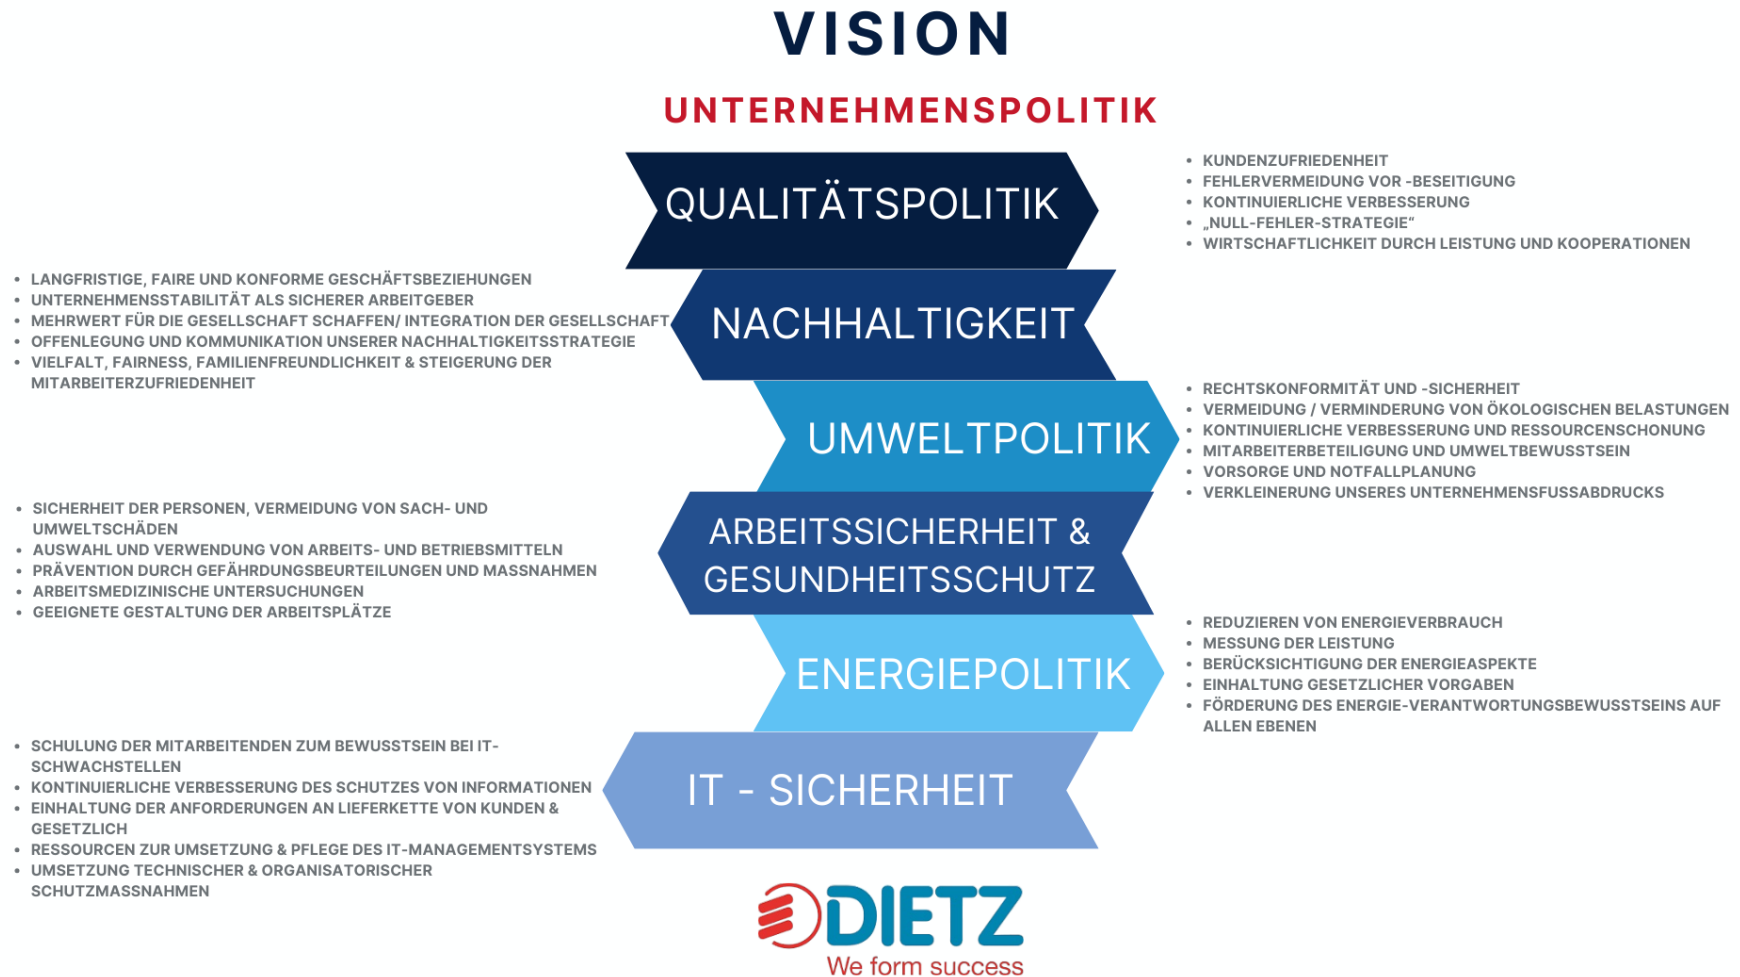 VISION
UNTERNEHMENSPOLITIK
QUALITÄTSPOLITIK
• KUNDENZUFRIEDENHEIT
• FEHLERVERMEIDUNG VOR -BESEITIGUNG
• KONTINUIERLICHE VERBESSERUNG
• „NULL-FEHLER-STRATEGIE“
• WIRTSCHAFTLICHKEIT DURCH LEISTUNG UND KOOPERATIONEN
NACHHALTIGKEIT
• LANGFRISTIGE, FAIRE UND KONFORME GESCHÄFTSBEZIEHUNGEN
• UNTERNEHMENSSTABILITÄT ALS SICHERER ARBEITGEBER
• MEHRWERT FÜR DIE GESELLSCHAFT SCHAFFEN/ INTEGRATION DER GESELLSCHAFT
• OFFENLEGUNG UND KOMMUNIKATION UNSERER NACHHALTIGKEITSSTRATEGIE
• VIELFALT, FAIRNESS, FAMILIENFREUNDLICHKEIT & STEIGERUNG DER
MITARBEITERZUFRIEDENHEIT
UMWELTPOLITIK
• RECHTSKONFORMITÄT UND -SICHERHEIT
• VERMEIDUNG / VERMINDERUNG VON ÖKOLOGISCHEN BELASTUNGEN
• KONTINUIERLICHE VERBESSERUNG UND RESSOURCENSCHONUNG
• MITARBEITERBETEILIGUNG UND UMWELTBEWUSSTSEIN
• VORSORGE UND NOTFALLPLANUNG
• VERKLEINERUNG UNSERES UNTERNEHMENSFUSSABDRUCKS
ARBEITSSICHERHEIT &
GESUNDHEITSSCHUTZ
• SICHERHEIT DER PERSONEN, VERMEIDUNG VON SACH- UND
UMWELTSCHÄDEN
• AUSWAHL UND VERWENDUNG VON ARBEITS- UND BETRIEBSMITTELN
• PRÄVENTION DURCH GEFÄHRDUNGSBEURTEILUNGEN UND MASSNAHMEN
• ARBEITSMEDIZINISCHE UNTERSUCHUNGEN
• GEEIGNETE GESTALTUNG DER ARBEITSPLÄTZE
ENERGIEPOLITIK
• REDUZIEREN VON ENERGIEVERBRAUCH
• MESSUNG DER LEISTUNG
• BERÜCKSICHTIGUNG DER ENERGIEASPEKTE
• EINHALTUNG GESETZLICHER VORGABEN
• FÖRDERUNG DES ENERGIE-VERANTWORTUNGSBEWUSSTSEINS AUF
ALLEN EBENEN
IT - SICHERHEIT
• SCHULUNG DER MITARBEITENDEN ZUM BEWUSSTSEIN BEI IT-
SCHWACHSTELLEN
• KONTINUIERLICHE VERBESSERUNG DES SCHUTZES VON INFORMATIONEN
• EINHALTUNG DER ANFORDERUNGEN AN LIEFERKETTE VON KUNDEN &
GESETZLICH
• RESSOURCEN ZUR UMSETZUNG & PFLEGE DES IT-MANAGEMENTSYSTEMS
• UMSETZUNG TECHNISCHER & ORGANISATORISCHER
SCHUTZMASSNAHMEN
DIETZ
We form success